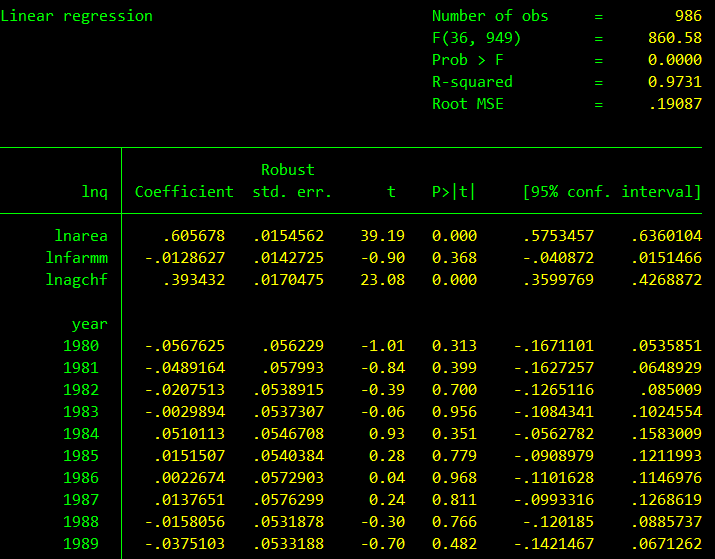 Linear regression Number of obs = 986
F(36, 949) = 860.58
Prob > F = 0.0000
R-squared = 0.9731
Root MSE = .19087
Robust
lnq Coefficient std. err. t P>|t| [95% conf. interval]
lnarea .605678 .0154562 39.19 0.000 .5753457 .6360104
lnfarmm -.0128627 .0142725 -0.90 0.368 -.040872 .0151466
lnagchf .393432 .0170475 23.08 0.000 .3599769 .4268872
year
1980 -.0567625 .056229 -1.01 0.313 -.1671101 .0535851
1981 -.0489164 .057993 -0.84 0.399 -.1627257 .0648929
1982 -.0207513 .0538915 -0.39 0.700 -.1265116 .085009
1983 -.0029894 .0537307 -0.06 0.956 -.1084341 .1024554
1984 .0510113 .0546708 0.93 0.351 -.0562782 .1583009
1985 .0151507 .0540384 0.28 0.779 -.0908979 .1211993
1986 .0022674 .0572903 0.04 0.968 -.1101628 .1146976
1987 .0137651 .0576299 0.24 0.811 -.0993316 .1268619
1988 -.0158056 .0531878 -0.30 0.766 -.120185 .0885737
1989 -.0375103 .0533188 -0.70 0.482 -.1421467 .0671262